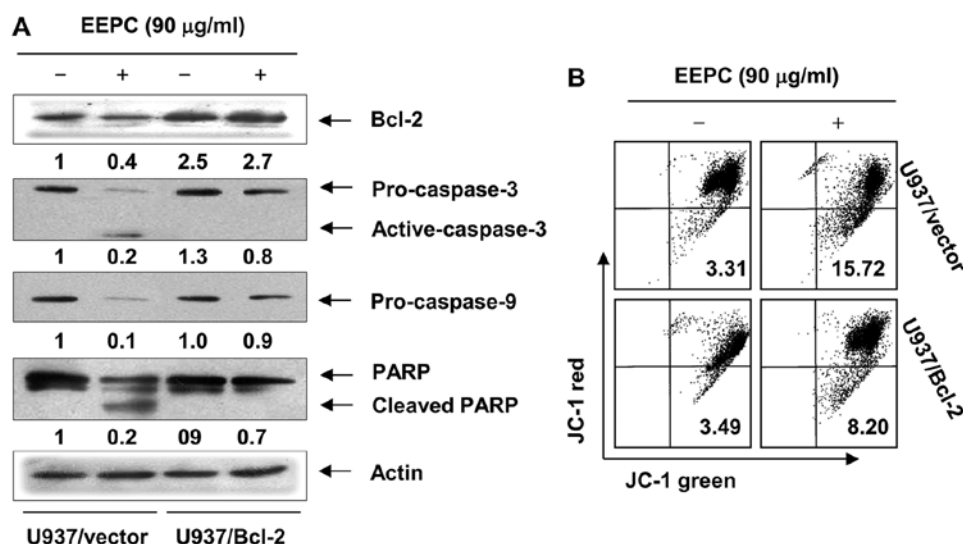 A
EEPC (90 μg/ml)
− + − +
Bcl-2
1 0.4 2.5 2.7
Pro-caspase-3
Active-caspase-3
1 0.2 1.3 0.8
Pro-caspase-9
1 0.1 1.0 0.9
PARP
Cleaved PARP
1 0.2 09 0.7
Actin
U937/vector U937/Bcl-2
B
EEPC (90 μg/ml)
− +
3.31 15.72
U937/vector
3.49 8.20
U937/Bcl-2
JC-1 red
JC-1 green